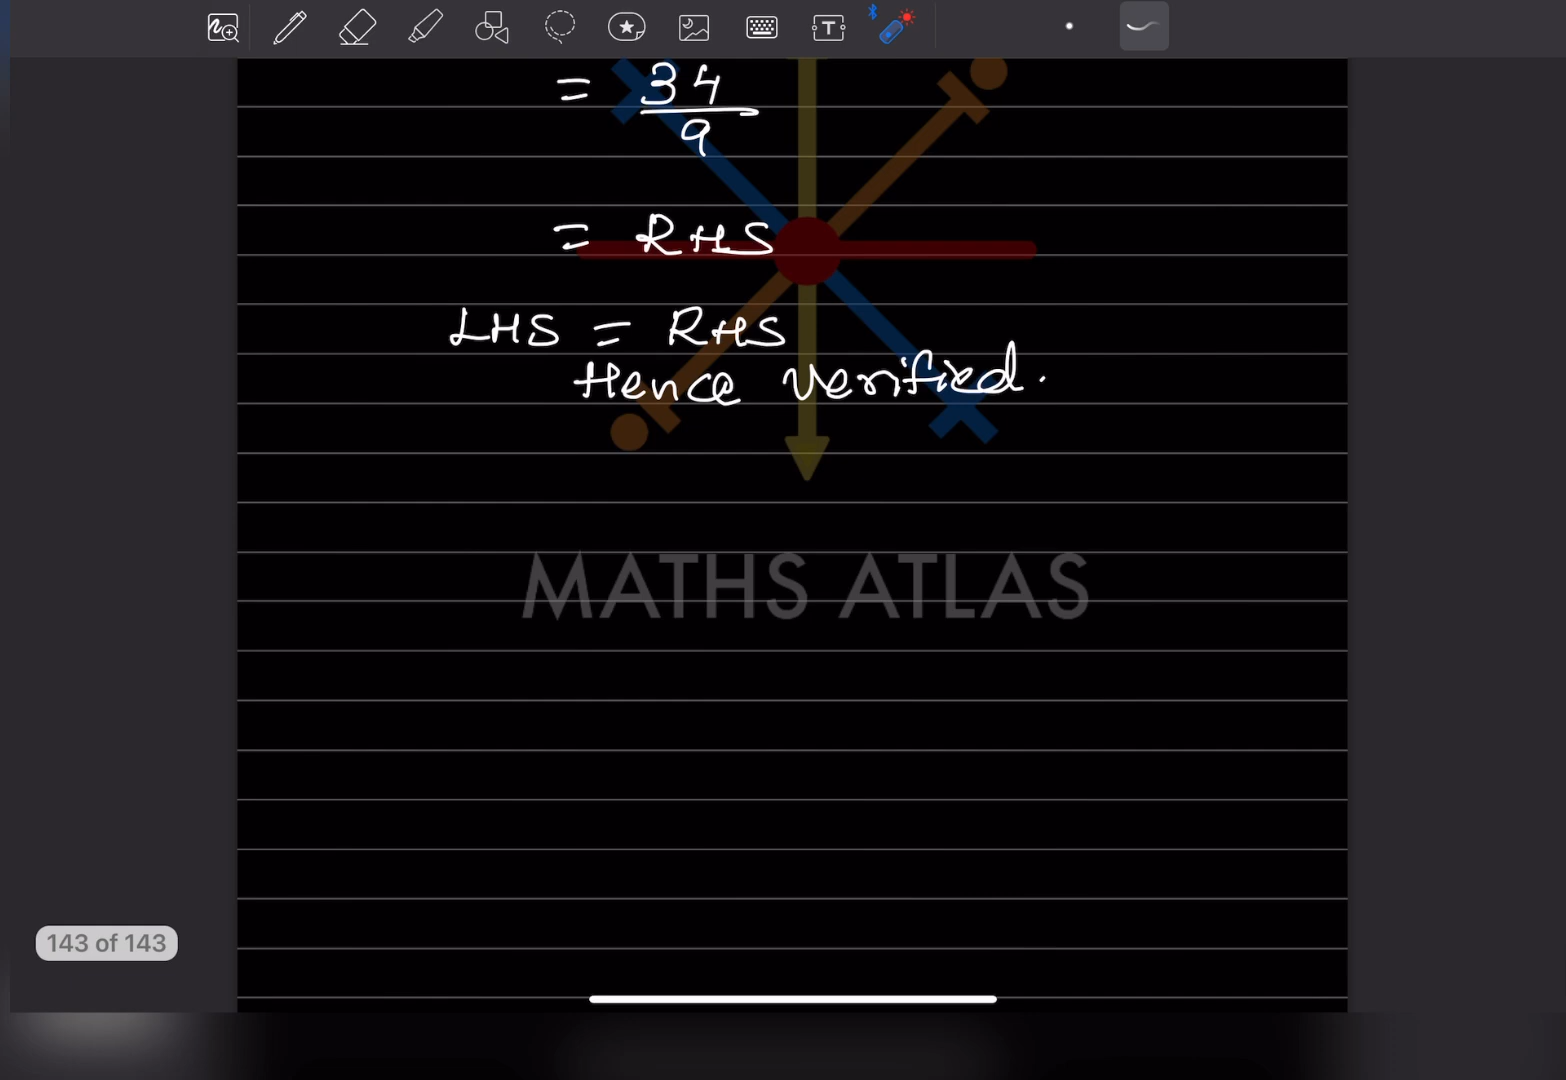 = 34
9
= RHS
LHS = RHS
Hence verified.
MATHS ATLAS
143 of 143